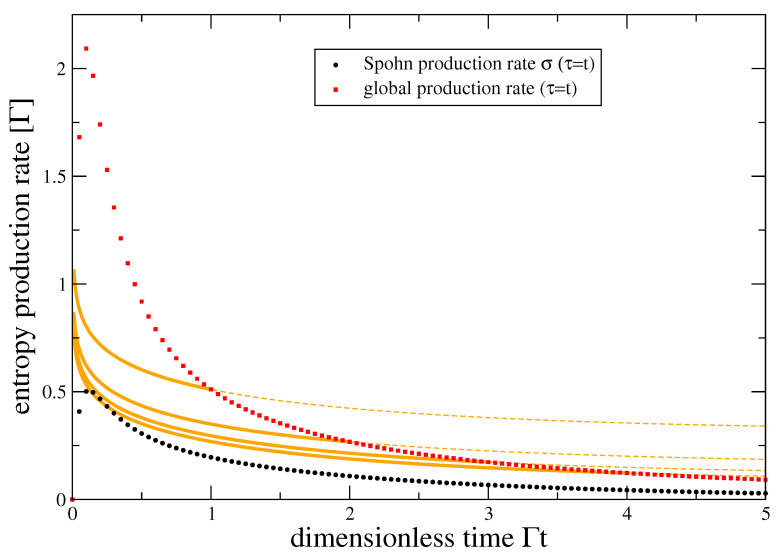 entropy production rate [Γ]
2
1.5
1
0.5
0
Spohn production rate σ (τ=t)
global production rate (τ=t)
0 1 2 3 4 5
dimensionless time Γt